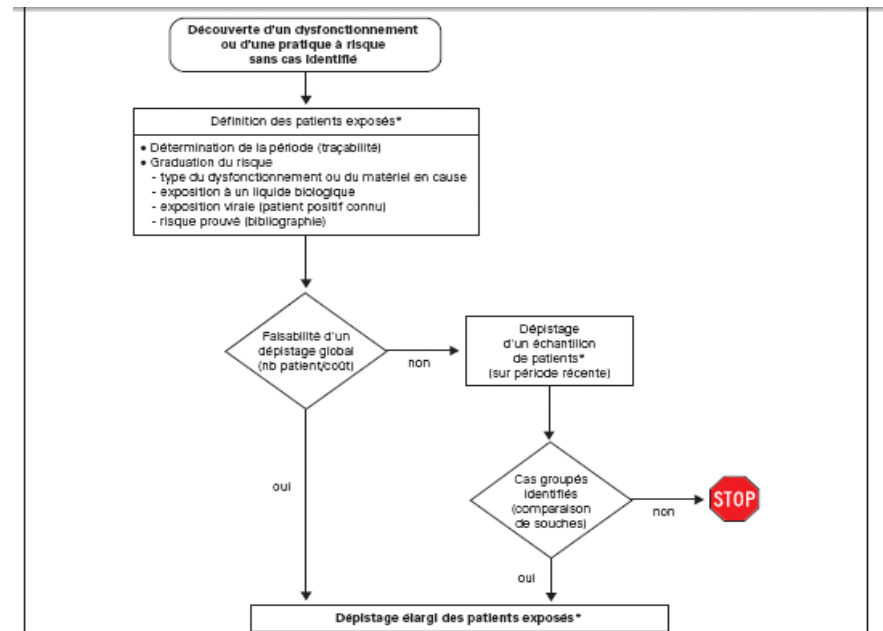 Découverte d'un dysfonctionnement
ou d'une pratique à risque
sans cas identifié
Définition des patients exposés*
• Détermination de la période (traçabilité)
• Graduation du risque
- type du dysfonctionnement ou du matériel en cause
- exposition à un liquide biologique
- exposition virale (patient positif connu)
- risque prouvé (bibliographie)
Faisabilité d'un
dépistage global
(nb patient/coût)
non
Dépistage
d'un échantillon
de patients*
(sur période récente)
oui
Cas groupés
identifiés
(comparaison
de souches)
non
STOP
oui
Dépistage élargi des patients exposés*